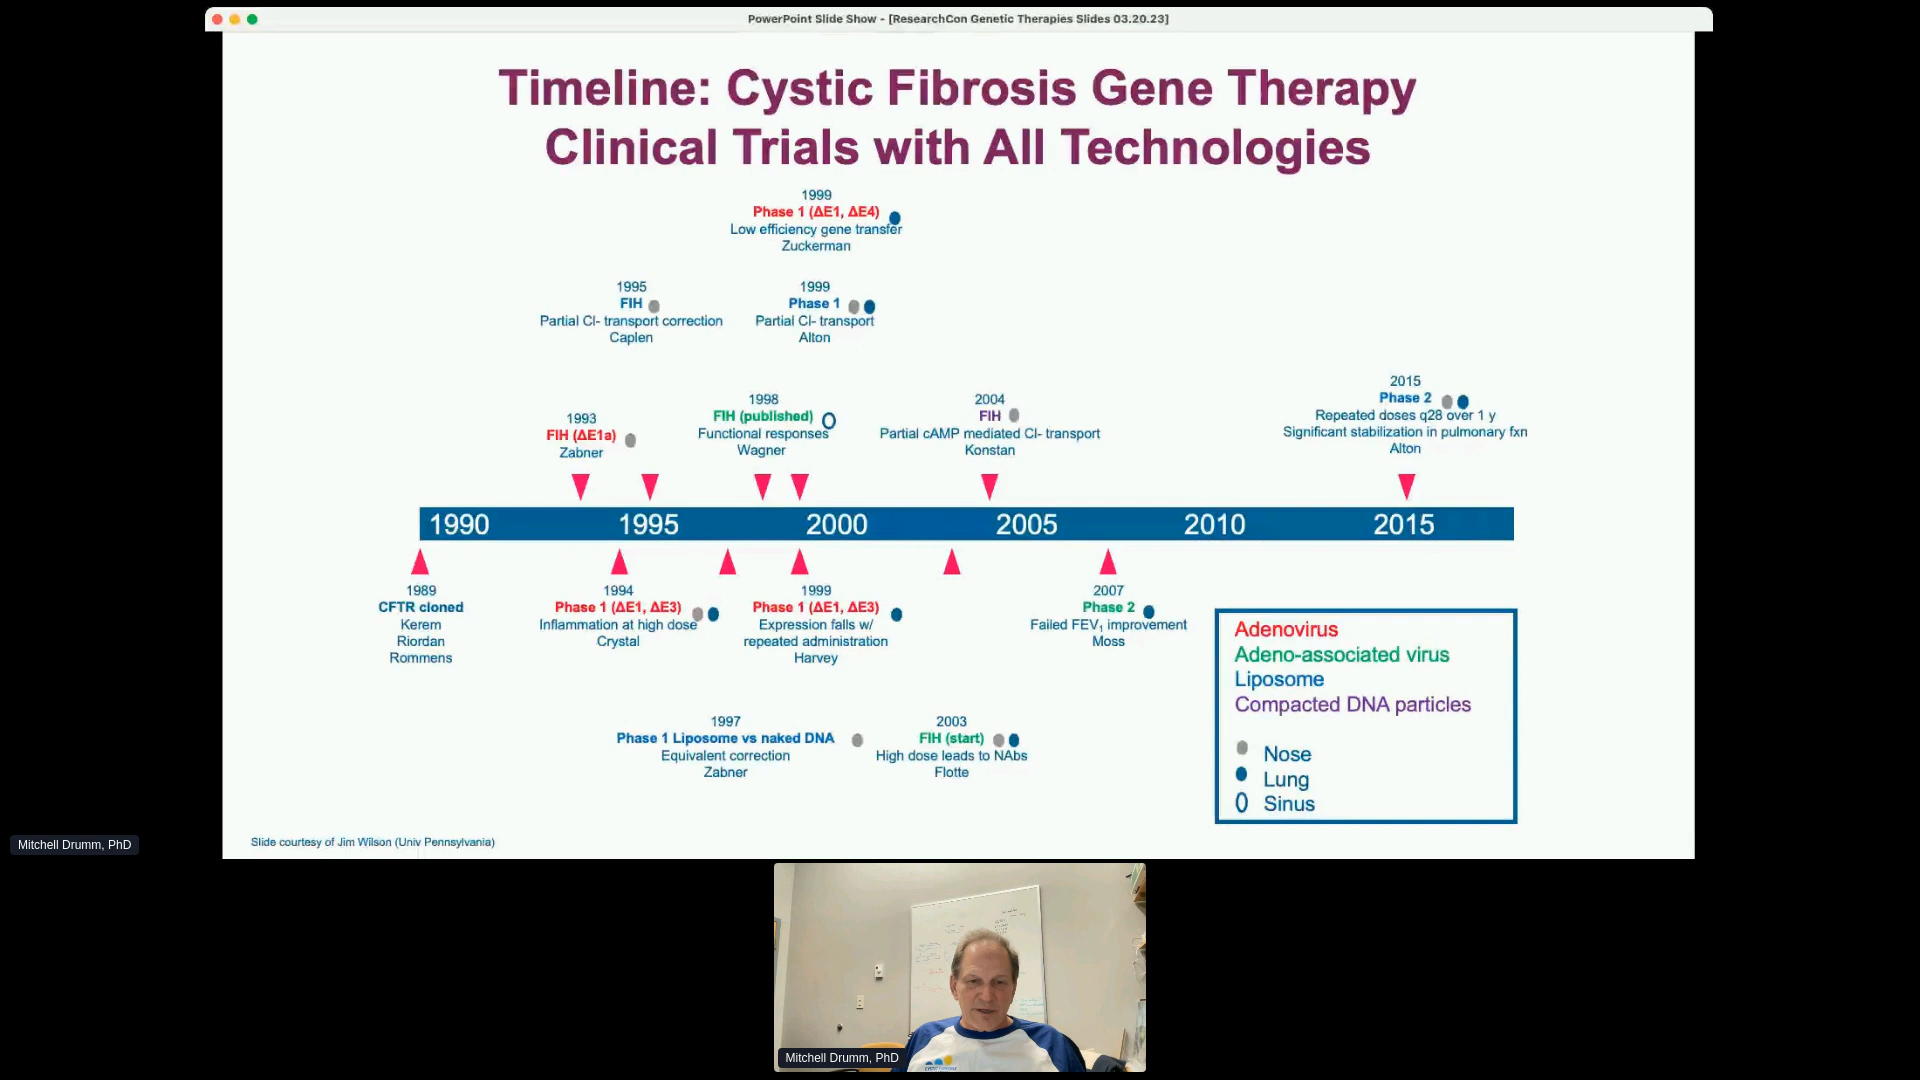 PowerPoint Slide Show - [ResearchCon Genetic Therapies Slides 03.20.23]
Timeline: Cystic Fibrosis Gene Therapy
Clinical Trials with All Technologies
1999
Phase 1 (ΔE1, ΔE4)
Low efficiency gene transfer
Zuckerman
1995
FIH
Partial Cl- transport correction
Caplen
1999
Phase 1
Partial Cl- transport
Alton
1993
FIH (ΔE1a)
Zabner
1998
FIH (published)
Functional responses
Wagner
2004
FIH
Partial cAMP mediated Cl- transport
Konstan
2015
Phase 2
Repeated doses q28 over 1 y
Significant stabilization in pulmonary fxn
Alton
1990 1995 2000 2005 2010 2015
1989
CFTR cloned
Kerem
Riordan
Rommens
1994
Phase 1 (ΔE1, ΔE3)
Inflammation at high dose
Crystal
1999
Phase 1 (ΔE1, ΔE3)
Expression falls w/
repeated administration
Harvey
2007
Phase 2
Failed FEV₁ improvement
Moss
1997
Phase 1 Liposome vs naked DNA
Equivalent correction
Zabner
2003
FIH (start)
High dose leads to NAbs
Flotte
Adenovirus
Adeno-associated virus
Liposome
Compacted DNA particles
Nose
Lung
Sinus
Slide courtesy of Jim Wilson (Univ Pennsylvania)
Mitchell Drumm, PhD
Mitchell Drumm, PhD